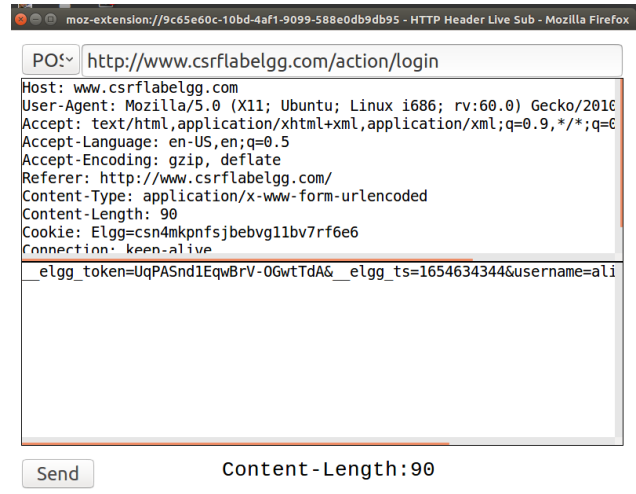 moz-extension://9c65e60c-10bd-4af1-9099-588e0db9db95 - HTTP Header Live Sub - Mozilla Firefox
POS http://www.csrflabelgg.com/action/login
Host: www.csrflabelgg.com
User-Agent: Mozilla/5.0 (X11; Ubuntu; Linux i686; rv:60.0) Gecko/2010
Accept: text/html,application/xhtml+xml,application/xml;q=0.9,*/*;q=0
Accept-Language: en-US,en;q=0.5
Accept-Encoding: gzip, deflate
Referer: http://www.csrflabelgg.com/
Content-Type: application/x-www-form-urlencoded
Content-Length: 90
Cookie: Elgg=csn4mkpnfsjbebvg11bv7rf6e6
Connection: keep-alive
__elgg_token=UqPASnd1EqwBrV-OGwtTdA&__elgg_ts=1654634344&username=ali
Send Content-Length:90